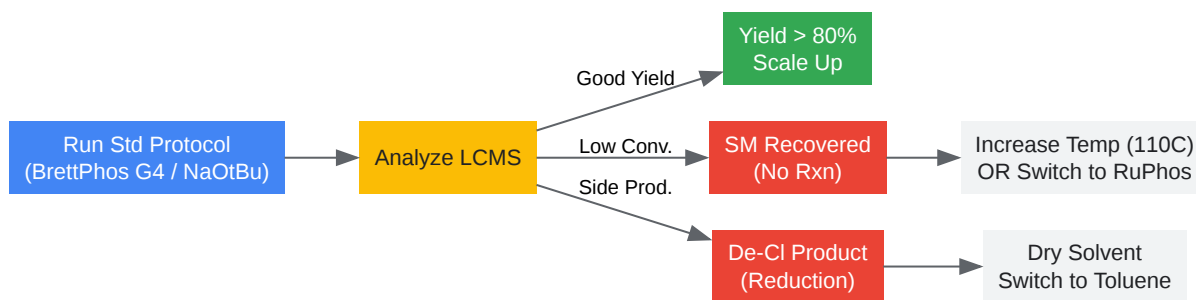 Yield > 80%
Scale Up
Good Yield
Run Std Protocol
(BrettPhos G4 / NaOtBu)
Analyze LCMS
Low Conv.
SM Recovered
(No Rxn)
Increase Temp (110C)
OR Switch to RuPhos
Side Prod.
De-Cl Product
(Reduction)
Dry Solvent
Switch to Toluene